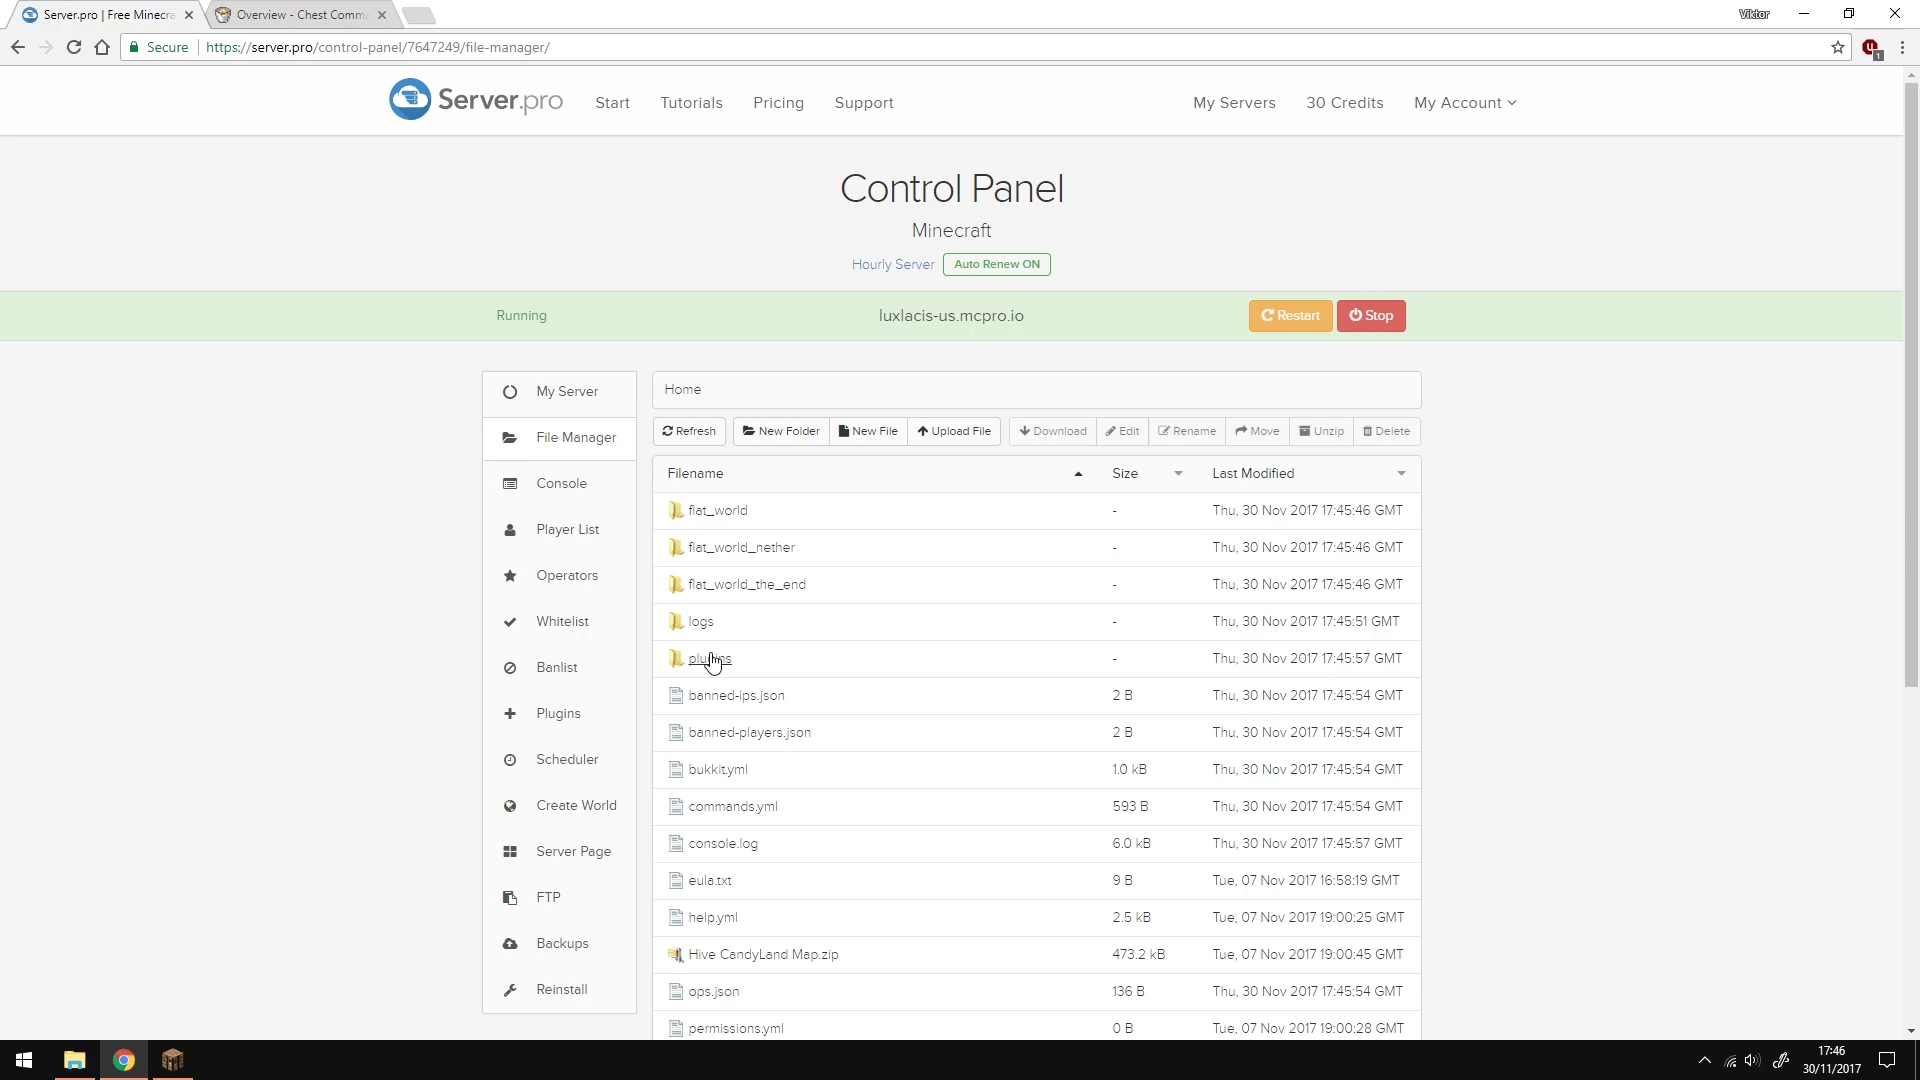 Server.pro | Free Minecra
Overview - Chest Comma
Viktor
Secure
https://server.pro/control-panel/7647249/file-manager/
1
Server.pro
Start
Tutorials
Pricing
Support
My Servers
30 Credits
My Account
Control Panel
Minecraft
Hourly Server
Auto Renew ON
Running
luxlacis-us.mcpro.io
Restart
Stop
My Server
File Manager
Console
Player List
Operators
Whitelist
Banlist
Plugins
Scheduler
Create World
Server Page
FTP
Backups
Reinstall
Home
Refresh New Folder New File Upload File Download Edit Rename Move Unzip Delete
Filename Size Last Modified
flat_world - Thu, 30 Nov 2017 17:45:46 GMT
flat_world_nether - Thu, 30 Nov 2017 17:45:46 GMT
flat_world_the_end - Thu, 30 Nov 2017 17:45:46 GMT
logs - Thu, 30 Nov 2017 17:45:51 GMT
plugins - Thu, 30 Nov 2017 17:45:57 GMT
banned-ips.json 2 B Thu, 30 Nov 2017 17:45:54 GMT
banned-players.json 2 B Thu, 30 Nov 2017 17:45:54 GMT
bukkit.yml 1.0 kB Thu, 30 Nov 2017 17:45:54 GMT
commands.yml 593 B Thu, 30 Nov 2017 17:45:54 GMT
console.log 6.0 kB Thu, 30 Nov 2017 17:45:57 GMT
eula.txt 9 B Tue, 07 Nov 2017 16:58:19 GMT
help.yml 2.5 kB Tue, 07 Nov 2017 19:00:25 GMT
Hive CandyLand Map.zip 473.2 kB Tue, 07 Nov 2017 19:00:45 GMT
ops.json 136 B Thu, 30 Nov 2017 17:45:54 GMT
permissions.yml 0 B Tue, 07 Nov 2017 19:00:28 GMT
17:46
30/11/2017